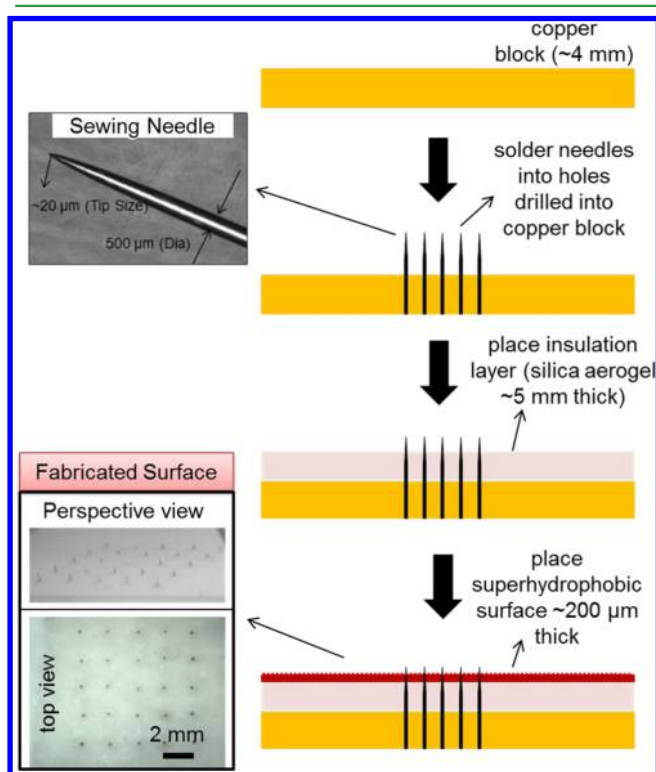 copper
block (~4 mm)
Sewing Needle
~20 µm (Tip Size)
500 µm (Dia)
solder needles
into holes
drilled into
copper block
place insulation
layer (silica aerogel
~5 mm thick)
Fabricated Surface
Perspective view
top view
2 mm
place
superhydrophobic
surface ~200 µm
thick